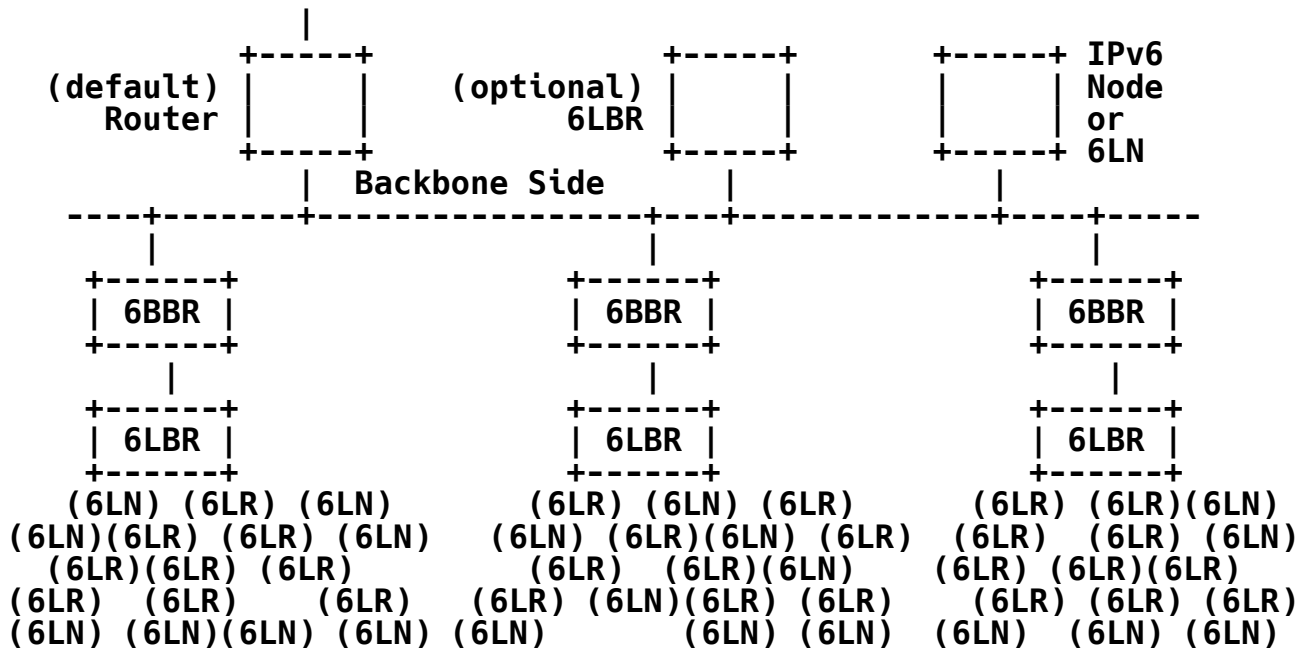 |
             +-----+                +-----+        +-----+ IPv6
   (default) |     |     (optional) |     |        |     | Node
      Router |     |           6LBR |     |        |     | or
             +-----+                +-----+        +-----+ 6LN
                |  Backbone Side       |              |
    ----+-------+-----------------+---+-------------+----+-----
        |                         |                      |
     +------+                 +------+                +------+
     | 6BBR |                 | 6BBR |                | 6BBR |
     +------+                 +------+                +------+
         |                        |                       |
     +------+                 +------+                +------+
     | 6LBR |                 | 6LBR |                | 6LBR |
     +------+                 +------+                +------+
    (6LN) (6LR) (6LN)       (6LR) (6LN) (6LR)      (6LR) (6LR)(6LN)
 (6LN)(6LR) (6LR) (6LN)   (6LN) (6LR)(6LN) (6LR)  (6LR)  (6LR) (6LN)
   (6LR)(6LR) (6LR)         (6LR)  (6LR)(6LN)    (6LR) (6LR)(6LR)
 (6LR)  (6LR)    (6LR)   (6LR) (6LN)(6LR) (6LR)    (6LR) (6LR) (6LR)
 (6LN) (6LN)(6LN) (6LN) (6LN)       (6LN) (6LN)  (6LN)  (6LN) (6LN)